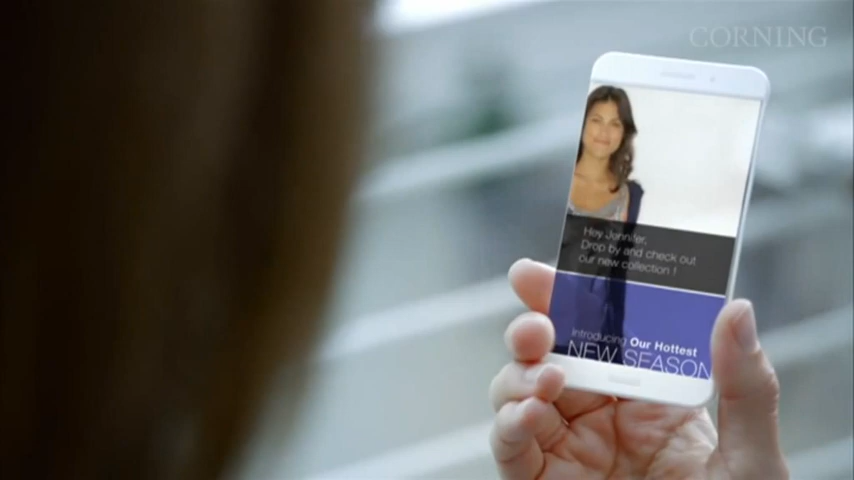 CORNING
Hey Jennifer,
Drop by and check out
our new collection !
Introducing Our Hottest
NEW SEASON